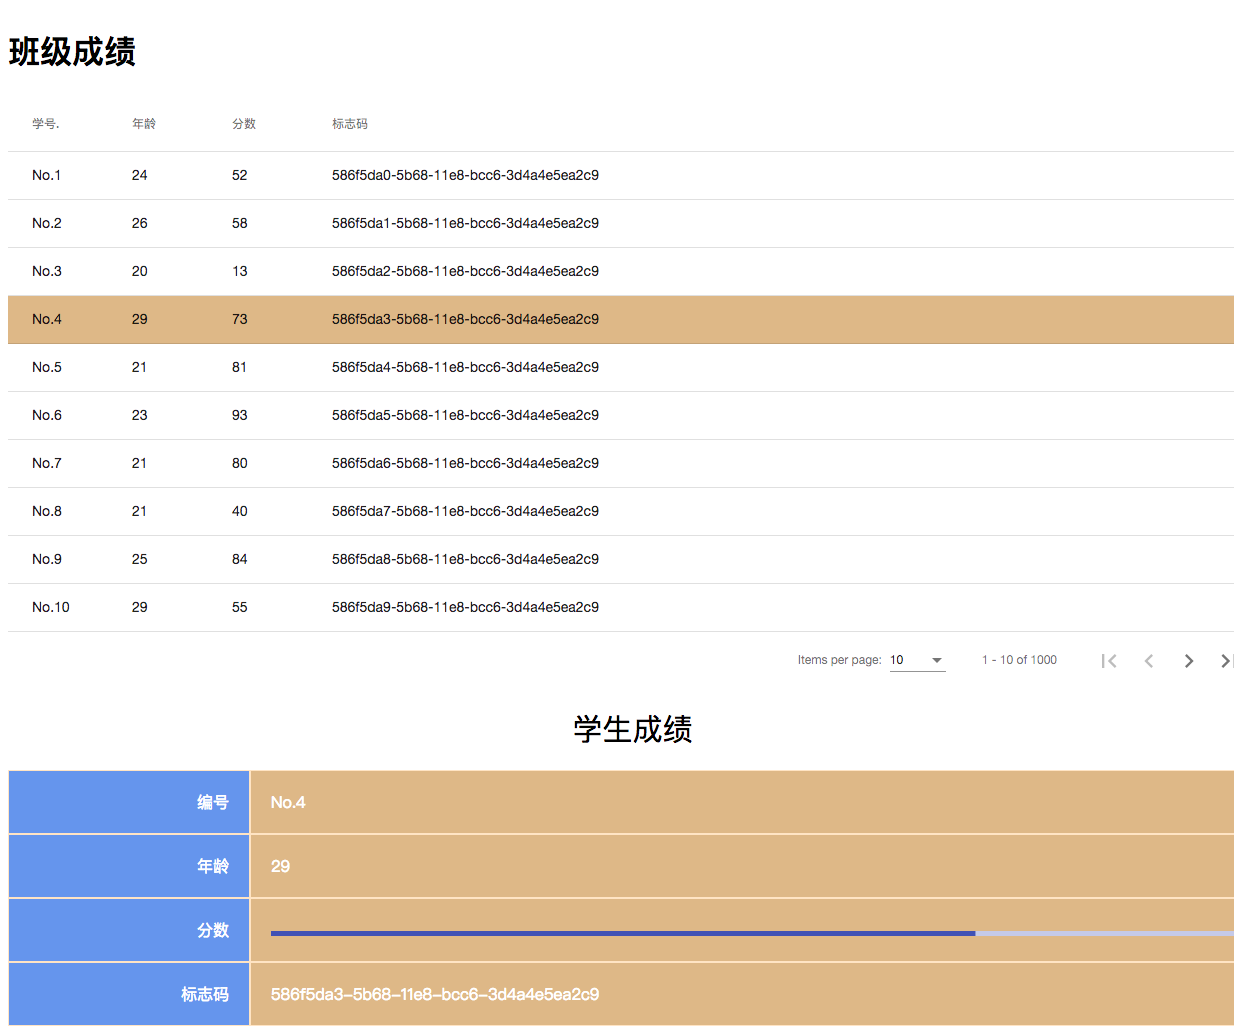 班级成绩
学号. 年龄 分数 标志码
No.1 24 52 586f5da0-5b68-11e8-bcc6-3d4a4e5ea2c9
No.2 26 58 586f5da1-5b68-11e8-bcc6-3d4a4e5ea2c9
No.3 20 13 586f5da2-5b68-11e8-bcc6-3d4a4e5ea2c9
No.4 29 73 586f5da3-5b68-11e8-bcc6-3d4a4e5ea2c9
No.5 21 81 586f5da4-5b68-11e8-bcc6-3d4a4e5ea2c9
No.6 23 93 586f5da5-5b68-11e8-bcc6-3d4a4e5ea2c9
No.7 21 80 586f5da6-5b68-11e8-bcc6-3d4a4e5ea2c9
No.8 21 40 586f5da7-5b68-11e8-bcc6-3d4a4e5ea2c9
No.9 25 84 586f5da8-5b68-11e8-bcc6-3d4a4e5ea2c9
No.10 29 55 586f5da9-5b68-11e8-bcc6-3d4a4e5ea2c9
Items per page: 10 1 - 10 of 1000
学生成绩
编号 No.4
年龄 29
分数
标志码 586f5da3-5b68-11e8-bcc6-3d4a4e5ea2c9